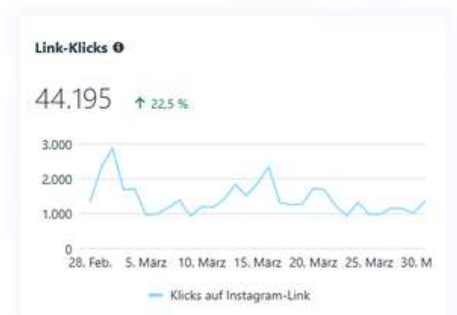 Link-Klicks
44.195 ↑ 22,5 %
3.000
2.000
1.000
0
28. Feb. 5. März 10. März 15. März 20. März 25. März 30. M
Klicks auf Instagram-Link